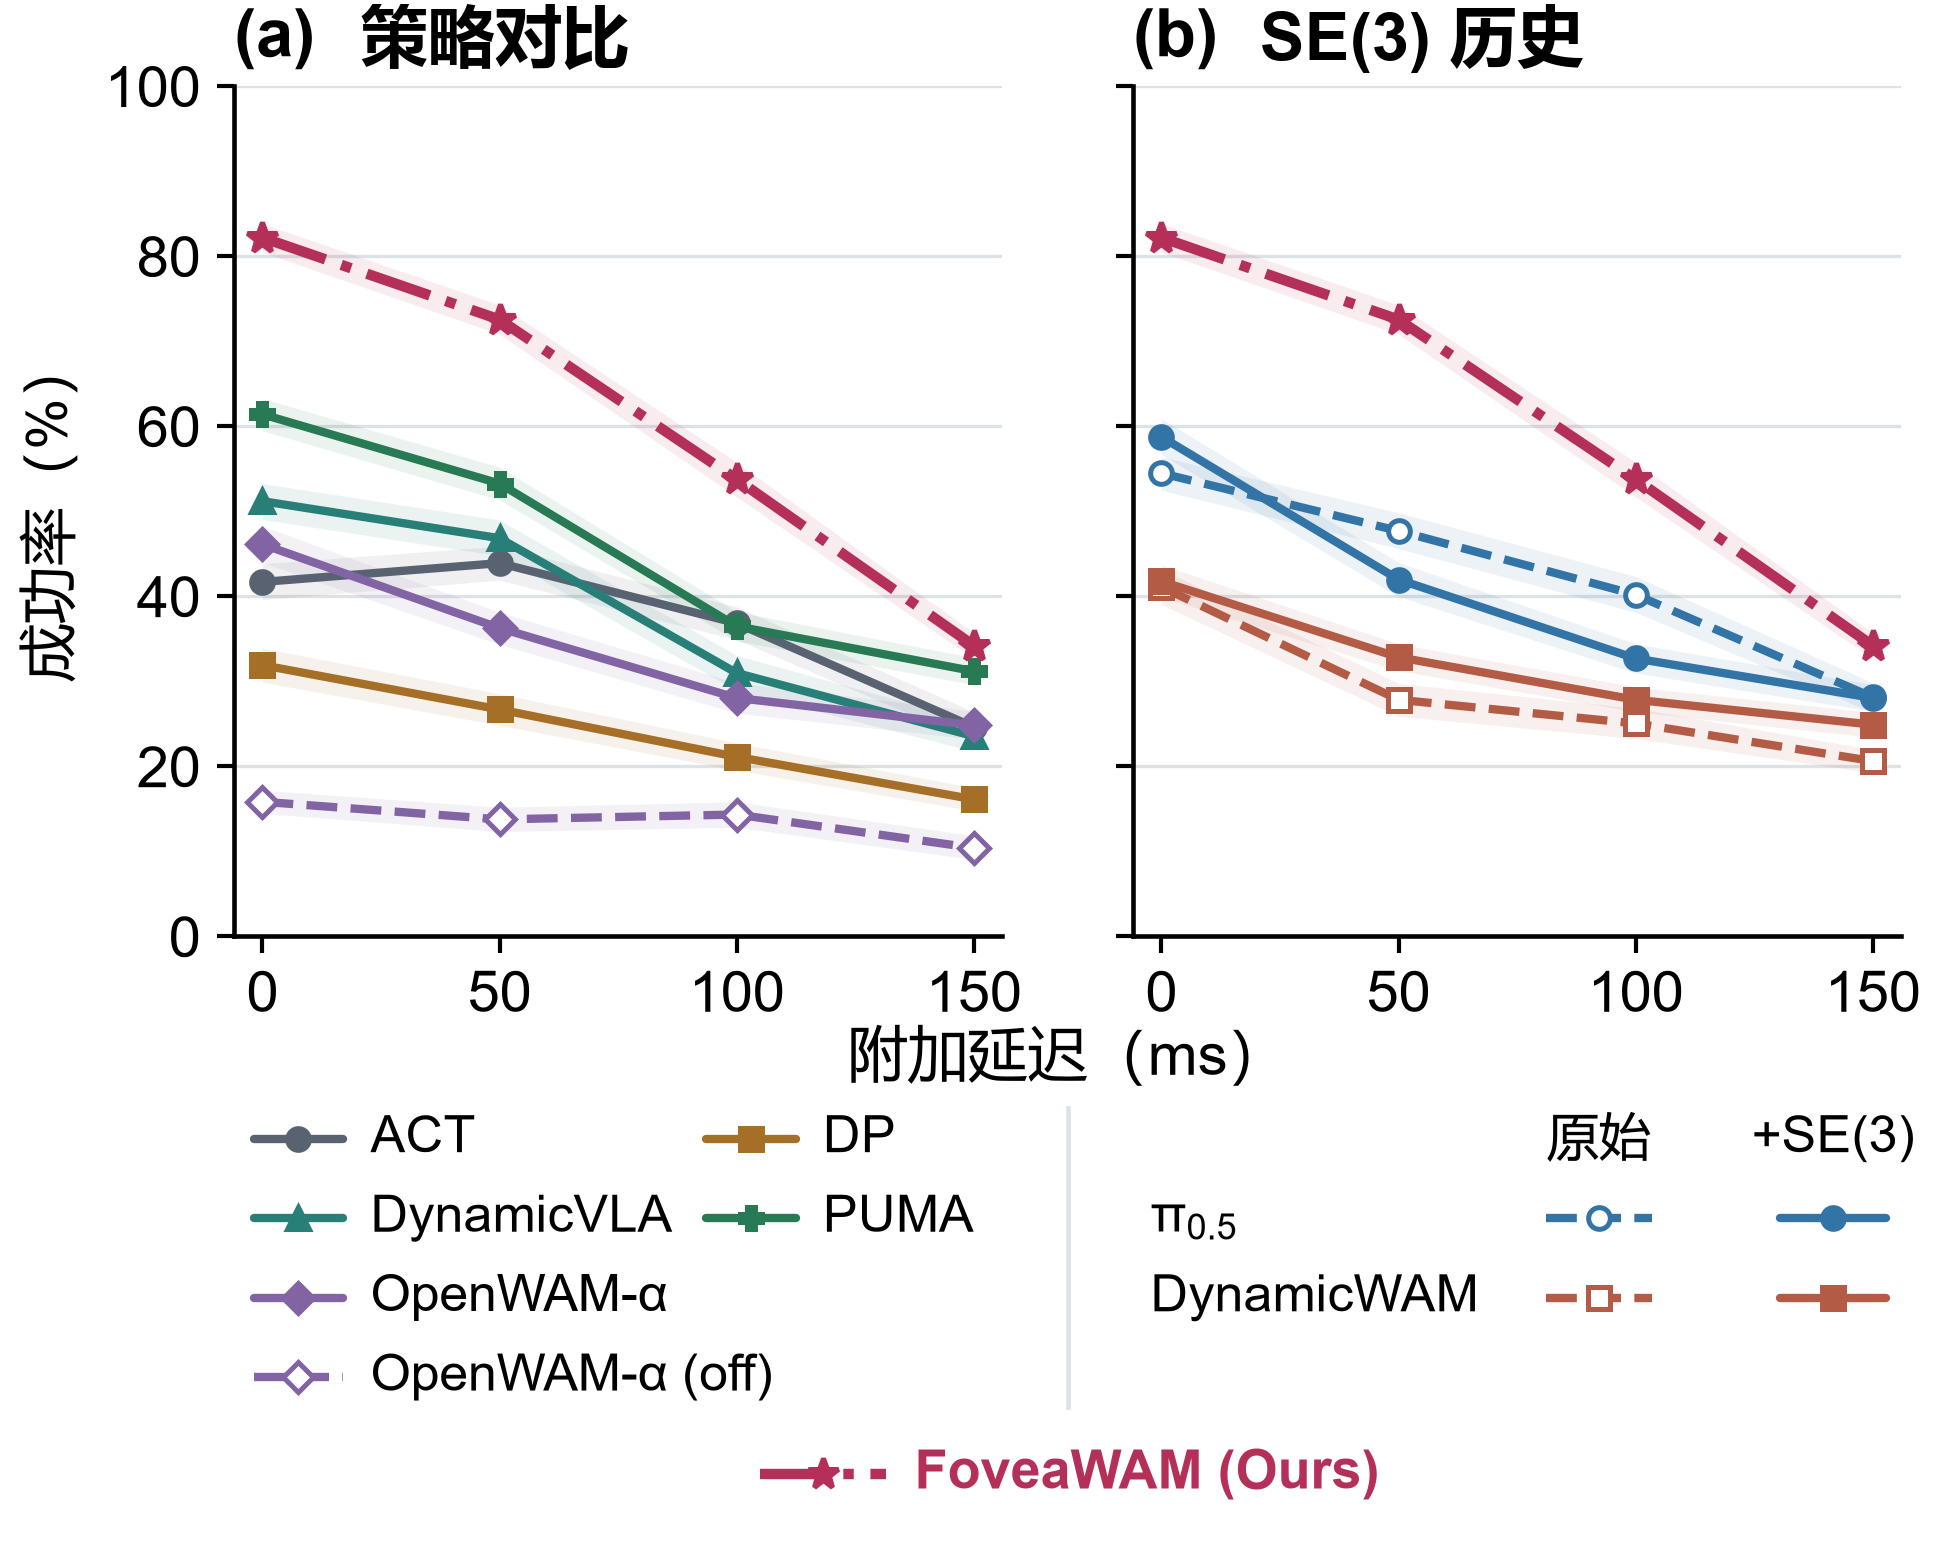 (a) 策略对比
(b) SE(3) 历史
100
80
60
40
20
0
成功率（%）
0 50 100 150
0 50 100 150
附加延迟（ms）
ACT
DP
DynamicVLA
PUMA
OpenWAM-α
OpenWAM-α (off)
原始 +SE(3)
π0.5
DynamicWAM
FoveaWAM (Ours)